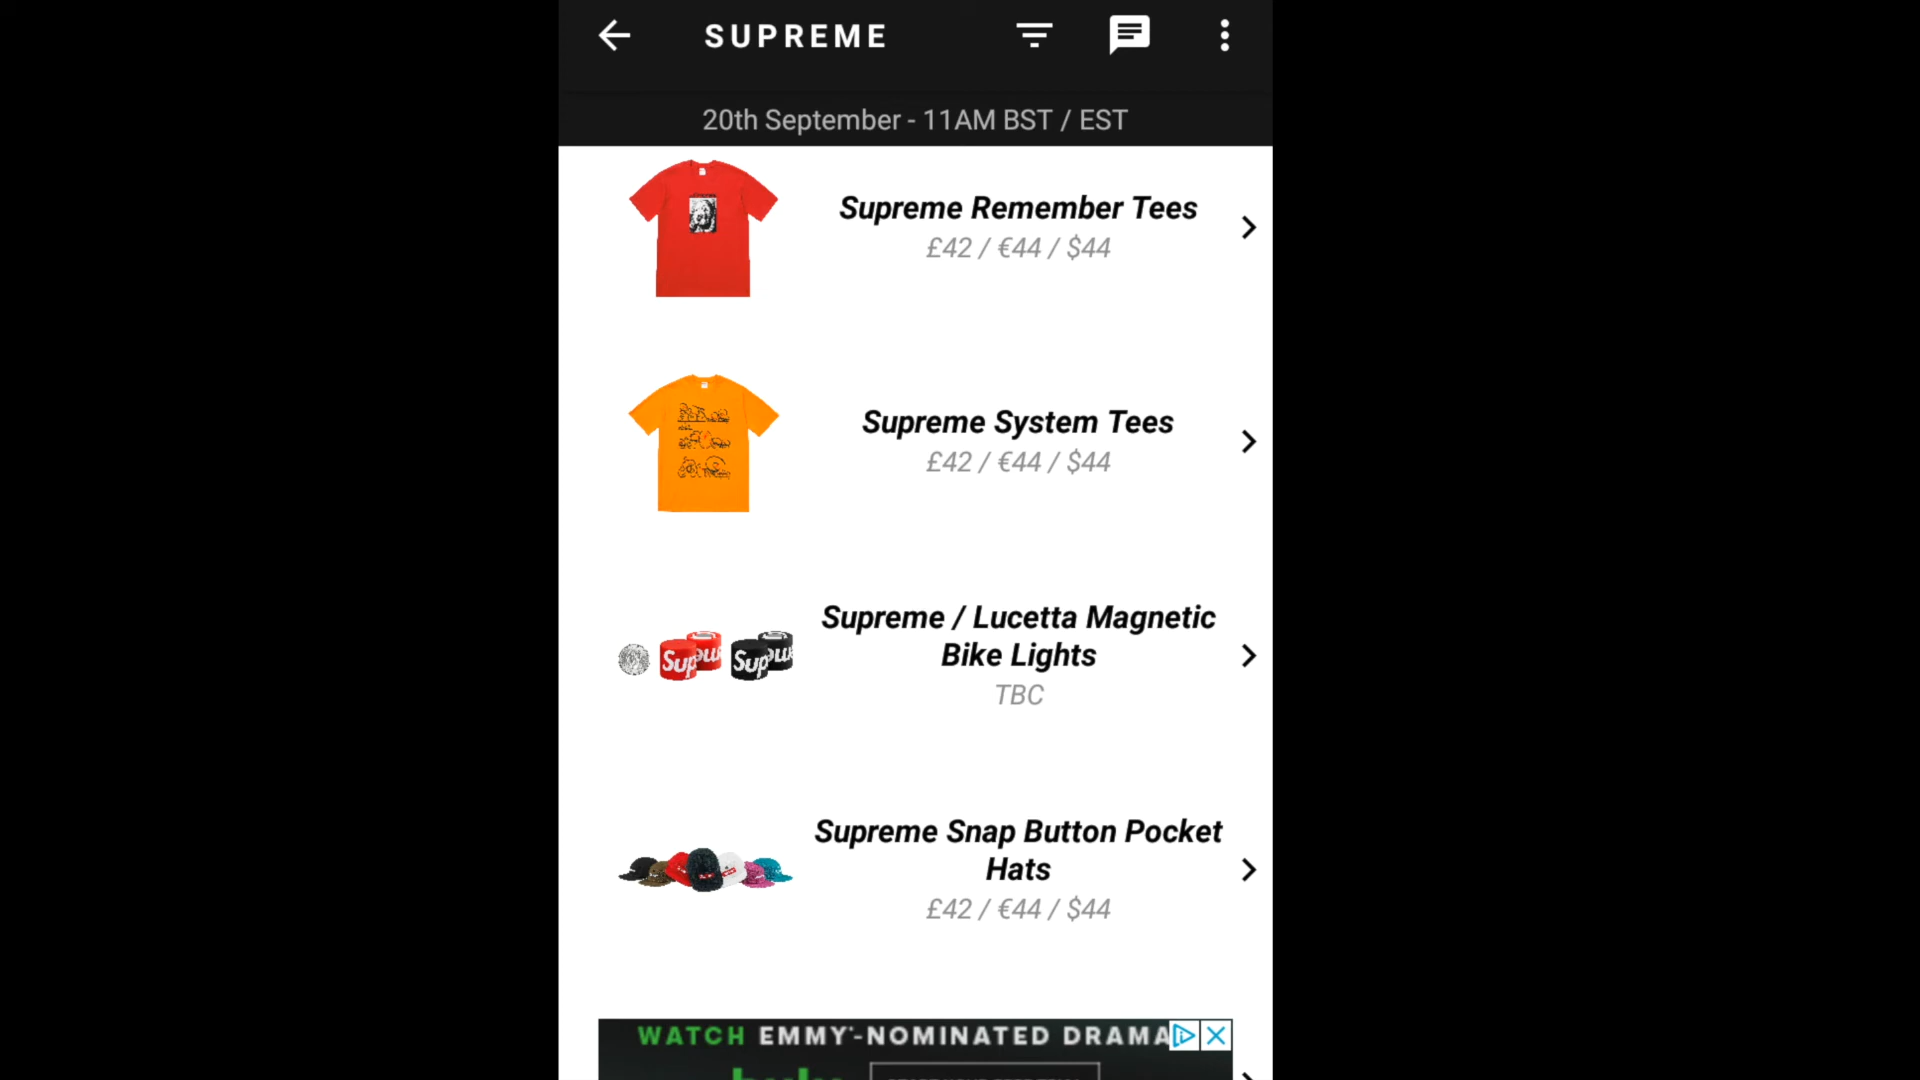 SUPREME
20th September - 11AM BST / EST
Supreme Remember Tees
£42 / €44 / $44
Supreme System Tees
£42 / €44 / $44
Supreme / Lucetta Magnetic
Bike Lights
TBC
Supreme Snap Button Pocket
Hats
£42 / €44 / $44
WATCH EMMY®-NOMINATED DRAMA
hulu